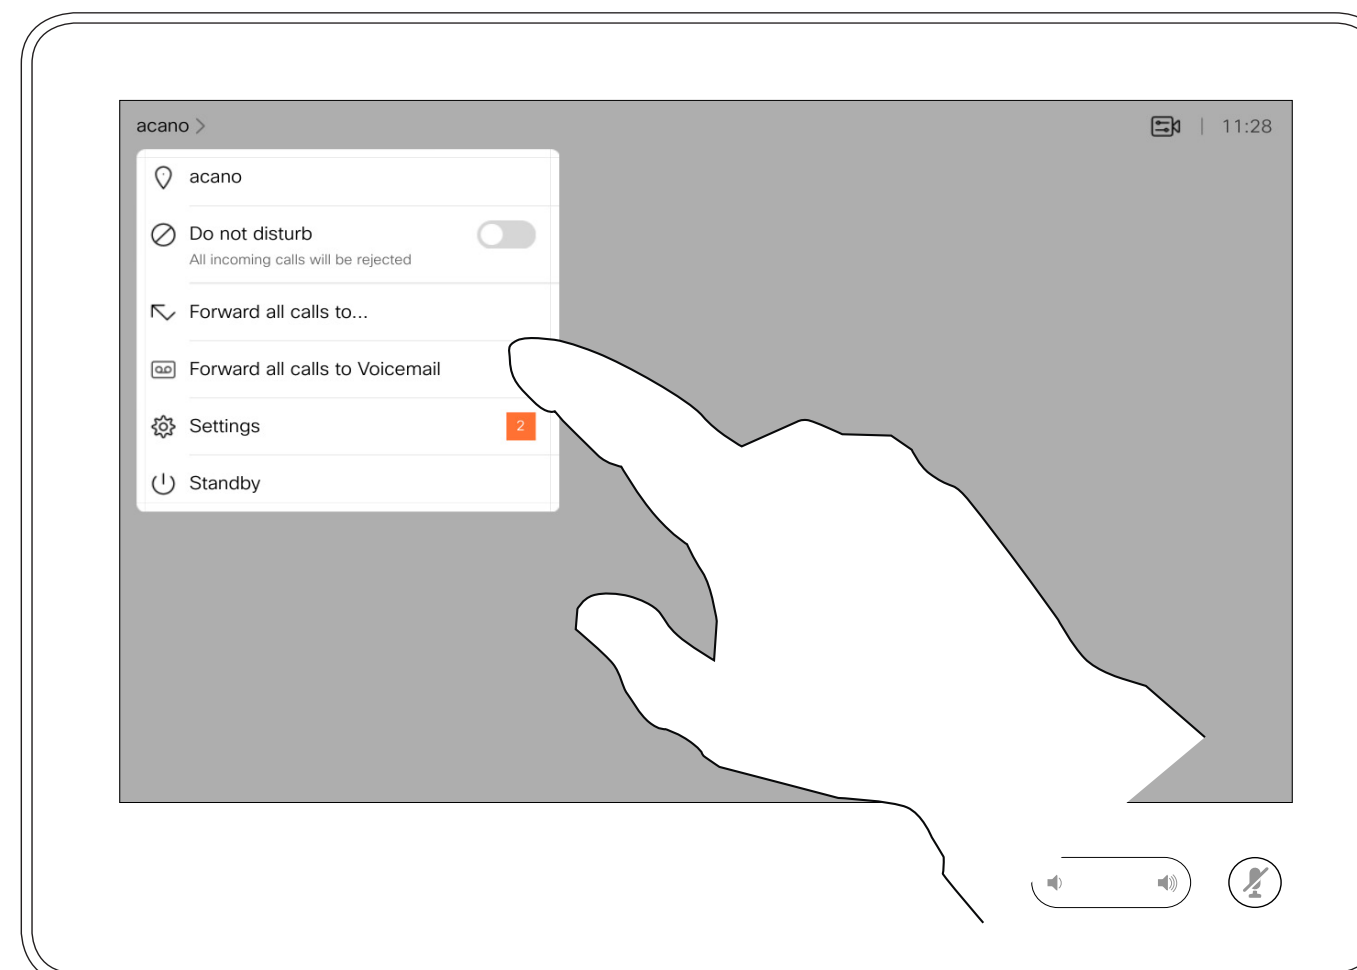 acano
11:28
acano
Do not disturb
All incoming calls will be rejected
Forward all calls to...
Forward all calls to Voicemail
Settings
2
Standby